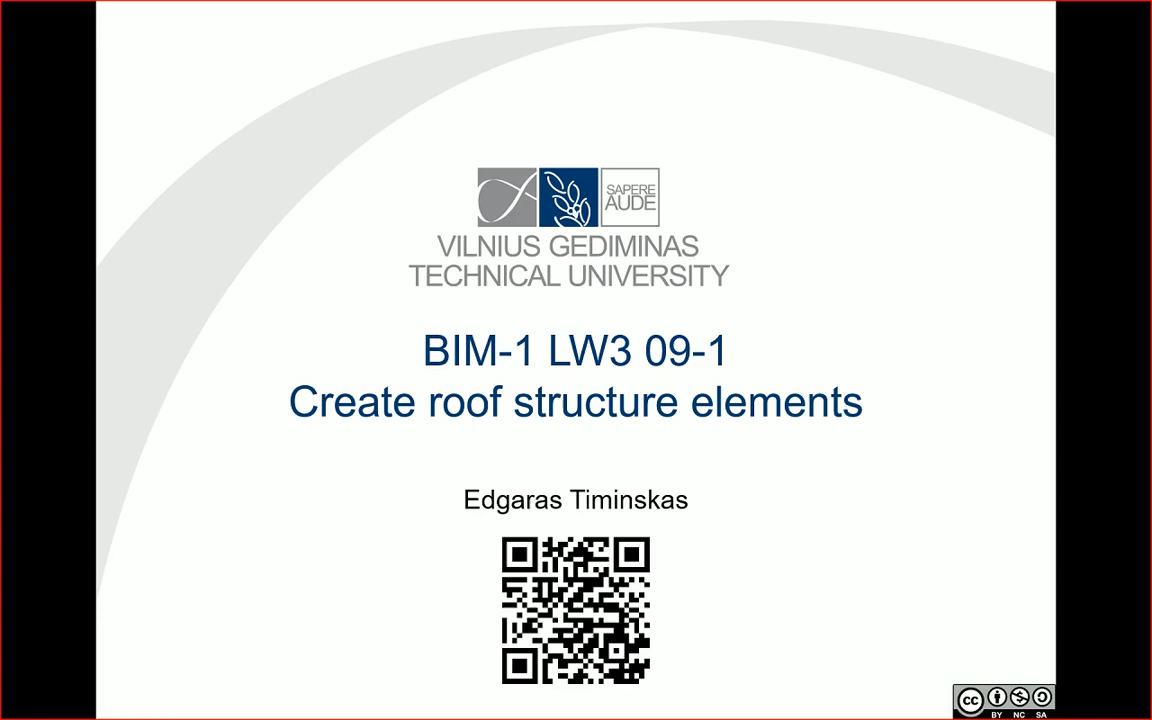 SAPERE
AUDE
VILNIUS GEDIMINAS
TECHNICAL UNIVERSITY
BIM-1 LW3 09-1
Create roof structure elements
Edgaras Timinskas
cc
BY NC SA